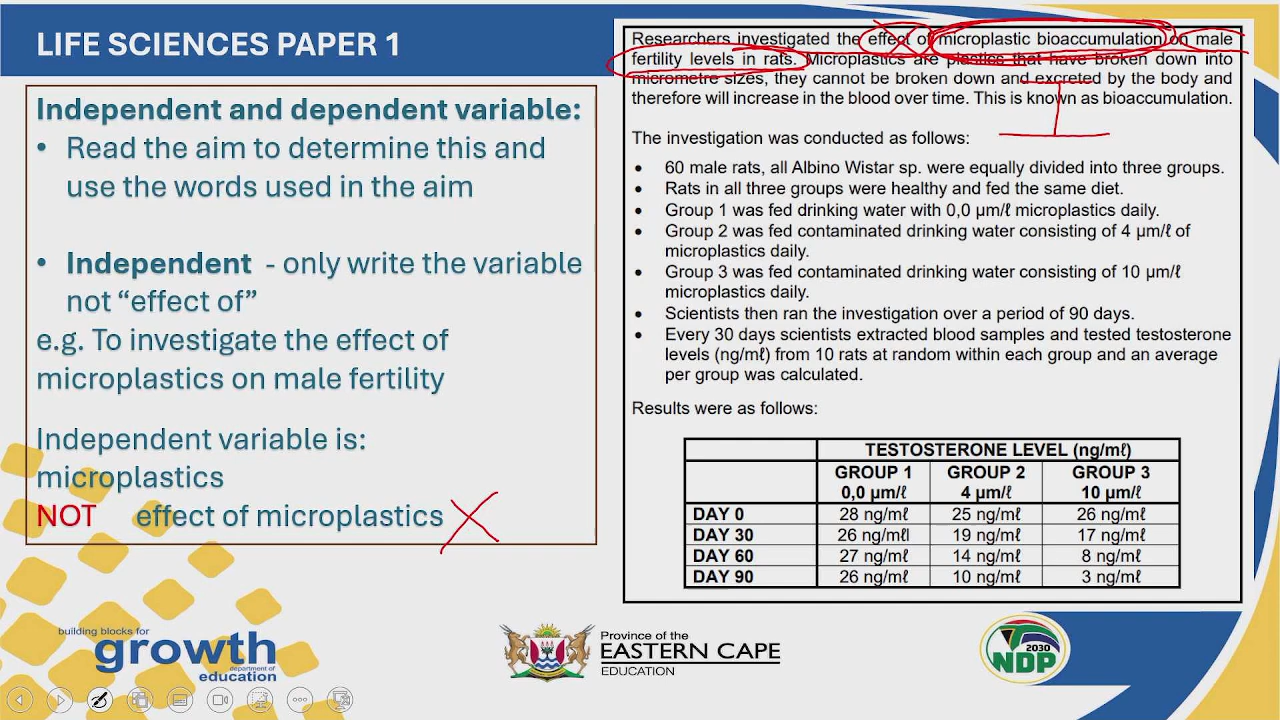 LIFE SCIENCES PAPER 1
Independent and dependent variable:
• Read the aim to determine this and
use the words used in the aim
• Independent - only write the variable
not “effect of”
e.g. To investigate the effect of
microplastics on male fertility
Independent variable is:
microplastics
NOT effect of microplastics
Researchers investigated the effect of microplastic bioaccumulation on male
fertility levels in rats. Microplastics are plastics that have broken down into
micrometre sizes, they cannot be broken down and excreted by the body and
therefore will increase in the blood over time. This is known as bioaccumulation.
The investigation was conducted as follows:
• 60 male rats, all Albino Wistar sp. were equally divided into three groups.
• Rats in all three groups were healthy and fed the same diet.
• Group 1 was fed drinking water with 0,0 µm/ℓ microplastics daily.
• Group 2 was fed contaminated drinking water consisting of 4 µm/ℓ of
microplastics daily.
• Group 3 was fed contaminated drinking water consisting of 10 µm/ℓ
microplastics daily.
• Scientists then ran the investigation over a period of 90 days.
• Every 30 days scientists extracted blood samples and tested testosterone
levels (ng/mℓ) from 10 rats at random within each group and an average
per group was calculated.
Results were as follows:
TESTOSTERONE LEVEL (ng/mℓ)
GROUP 1 GROUP 2 GROUP 3
0,0 µm/ℓ 4 µm/ℓ 10 µm/ℓ
DAY 0 28 ng/mℓ 25 ng/mℓ 26 ng/mℓ
DAY 30 26 ng/mll 19 ng/mℓ 17 ng/mℓ
DAY 60 27 ng/mℓ 14 ng/mℓ 8 ng/mℓ
DAY 90 26 ng/mℓ 10 ng/mℓ 3 ng/mℓ
I
building blocks for
growth
department of
education
Province of the
EASTERN CAPE
EDUCATION
2030
NDP